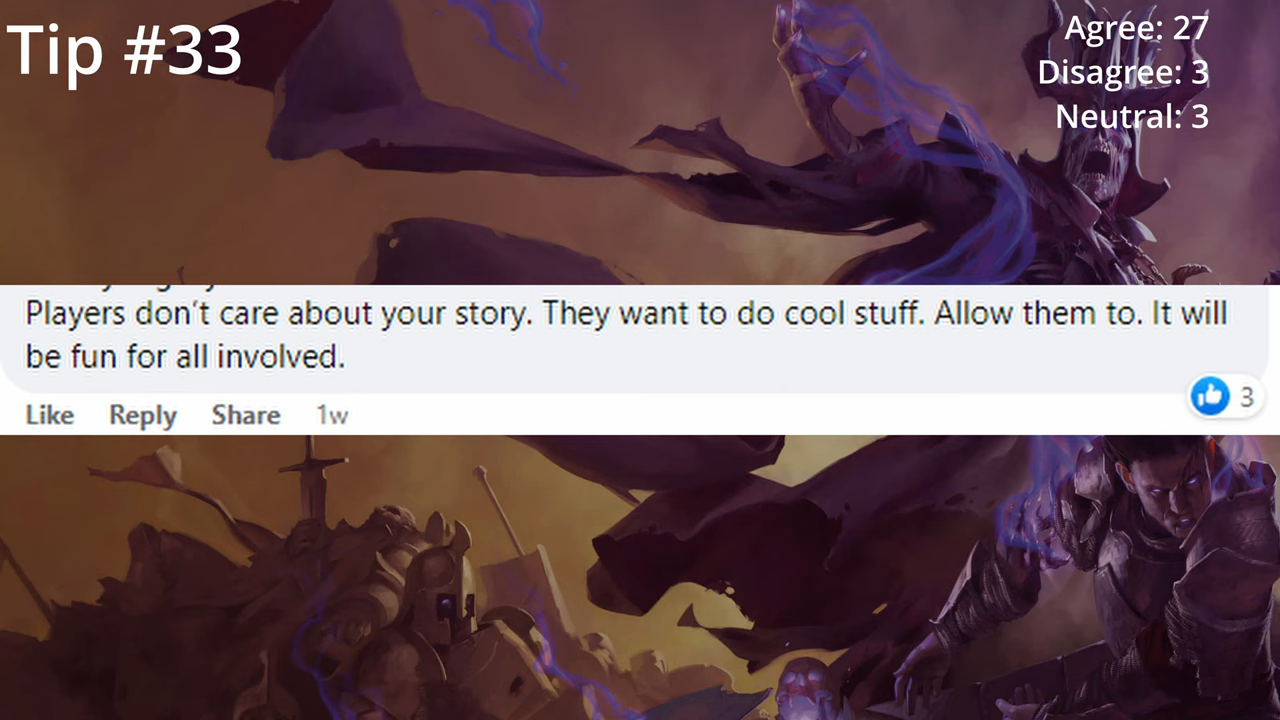 Tip #33
Agree: 27
Disagree: 3
Neutral: 3
Players don't care about your story. They want to do cool stuff. Allow them to. It will
be fun for all involved.
3
Like Reply Share 1w